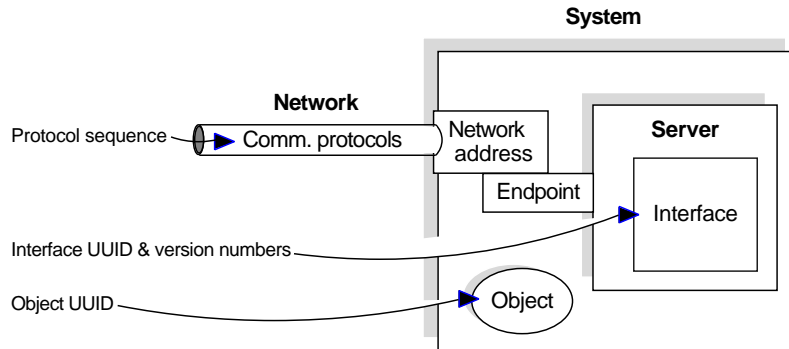 System
Network
Protocol sequence
Comm. protocols
Network
address
Server
Endpoint
Interface
Interface UUID & version numbers
Object UUID
Object